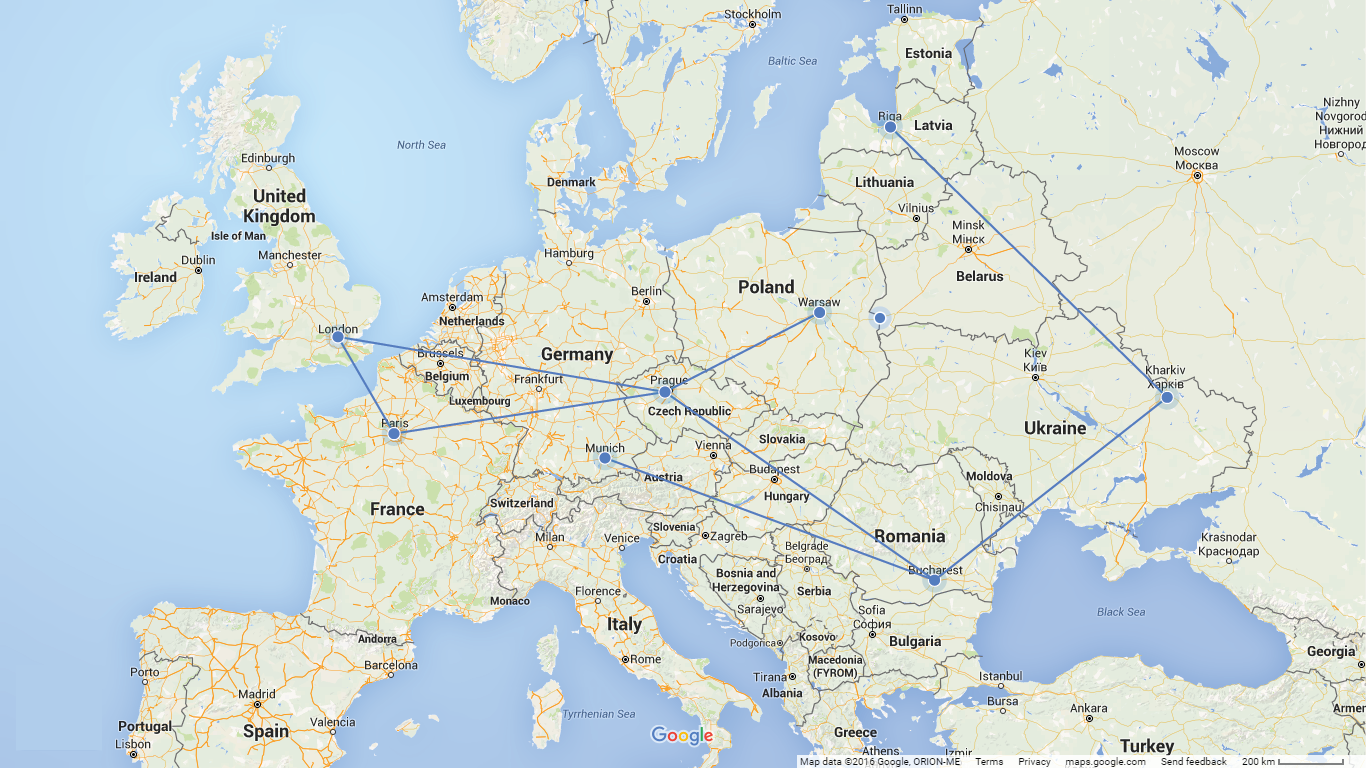 Stockholm
Tallinn
Estonia
Baltic Sea
Nizhny
Novgorod
Нижний
Новгород
Riga
Latvia
Moscow
Москва
North Sea
Edinburgh
Denmark
Lithuania
United
Kingdom
Vilnius
Minsk
Мінск
Isle of Man
Manchester
Hamburg
Dublin
Ireland
Belarus
Berlin
Poland
Warsaw
Amsterdam
Netherlands
London
Brussels
Germany
Kiev
Київ
Belgium
Frankfurt
Prague
Kharkiv
Харків
Luxembourg
Czech Republic
Paris
Ukraine
Slovakia
Vienna
Munich
Budapest
Austria
Moldova
Hungary
Switzerland
France
Chisinau
Slovenia
Zagreb
Romania
Milan
Venice
Krasnodar
Краснодар
Belgrade
Београд
Croatia
Bucharest
Bosnia and
Herzegovina
Serbia
Florence
Monaco
Sarajevo
Sofia
София
Black Sea
Italy
Andorra
Podgorica
Kosovo
Bulgaria
Georgia
Rome
Macedonia
(FYROM)
Barcelona
Porto
Tirana
Albania
Istanbul
Madrid
Bursa
Ankara
Armer
Tyrrhenian Sea
Valencia
Portugal
Spain
Google
Greece
Lisbon
Turkey
Athens
Izmir
Map data ©2016 Google, ORION-ME Terms Privacy maps.google.com Send feedback 200 km